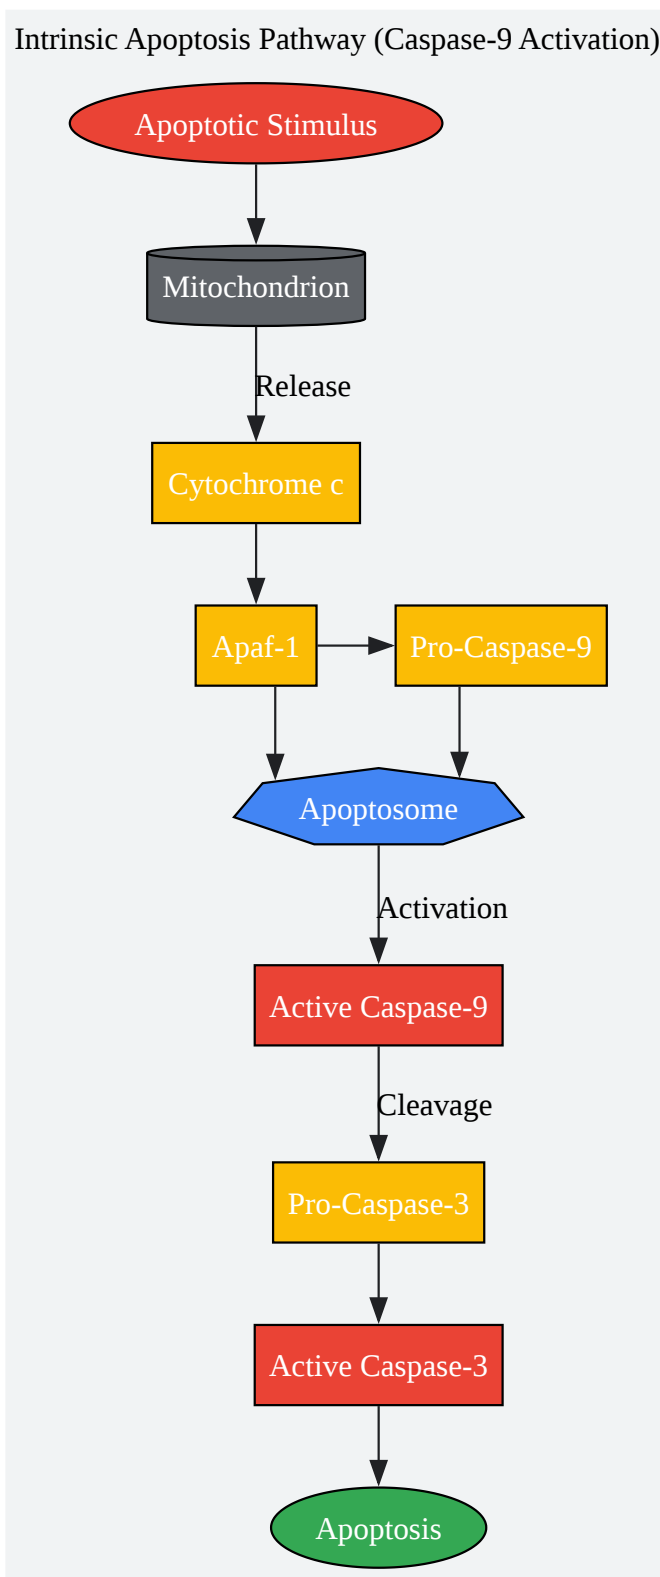 Intrinsic Apoptosis Pathway (Caspase-9 Activation)
Apoptotic Stimulus
Mitochondrion
Release
Cytochrome c
Apaf-1
Pro-Caspase-9
Apoptosome
Activation
Active Caspase-9
Cleavage
Pro-Caspase-3
Active Caspase-3
Apoptosis